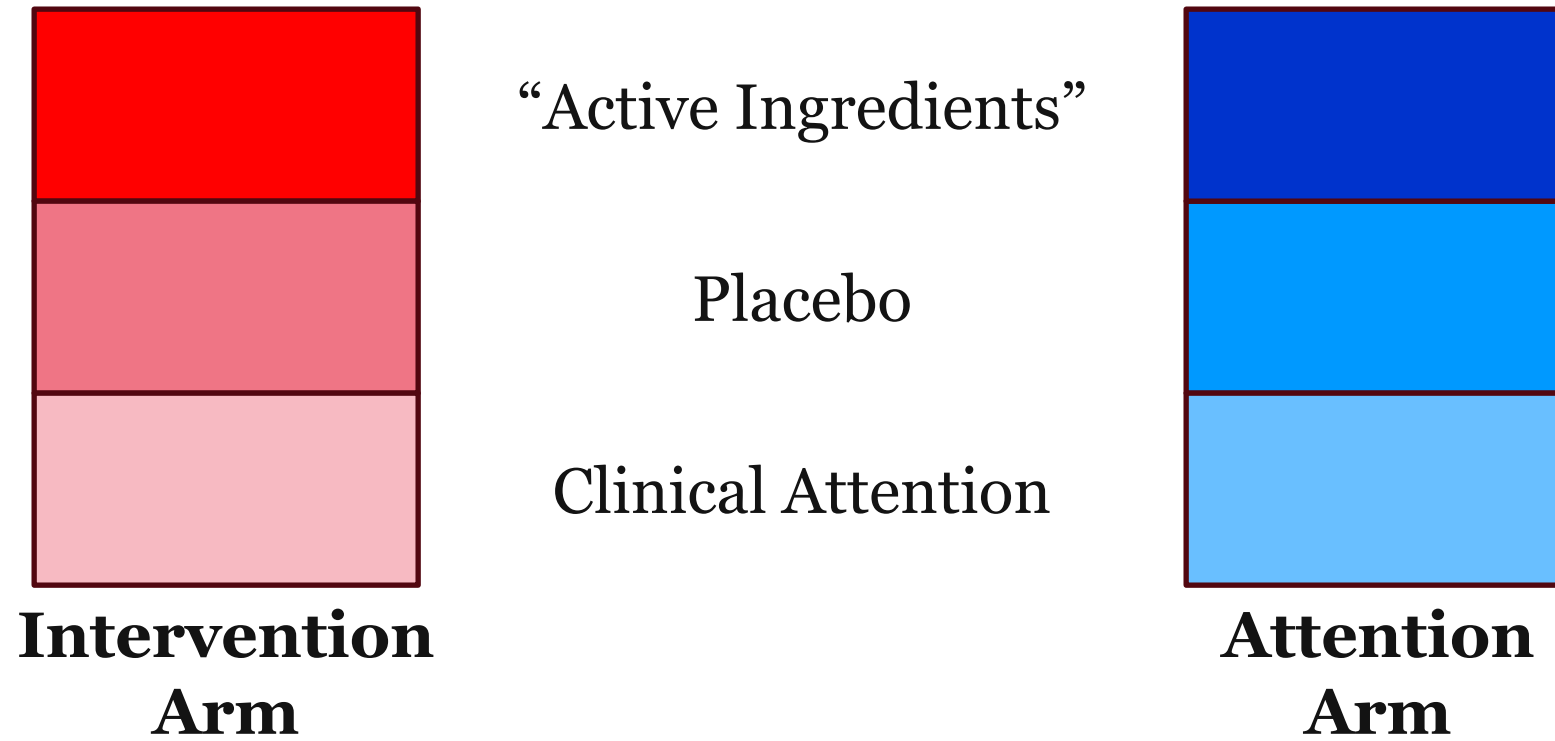 “Active Ingredients”
Placebo
Clinical Attention
Intervention
Arm
Attention
Arm